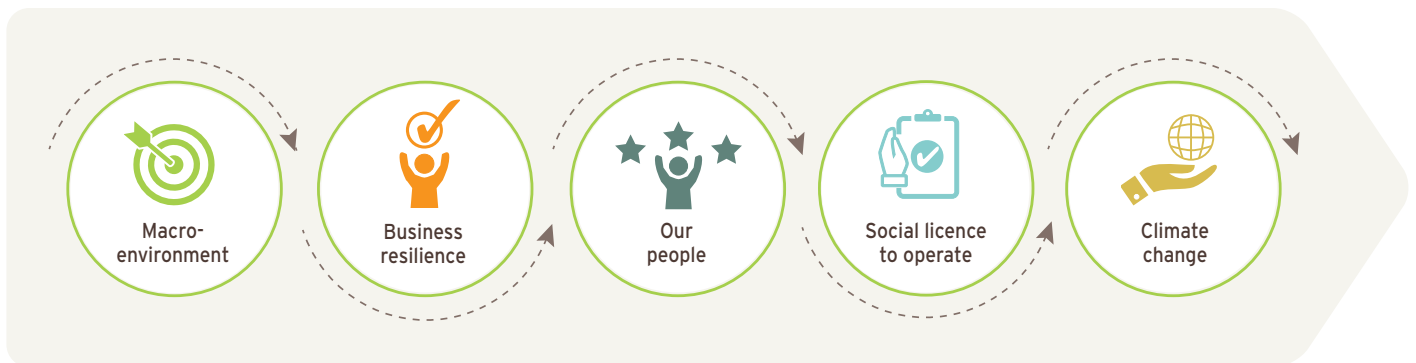 Macro-
environment
Business
resilience
Our
people
Social licence
to operate
Climate
change